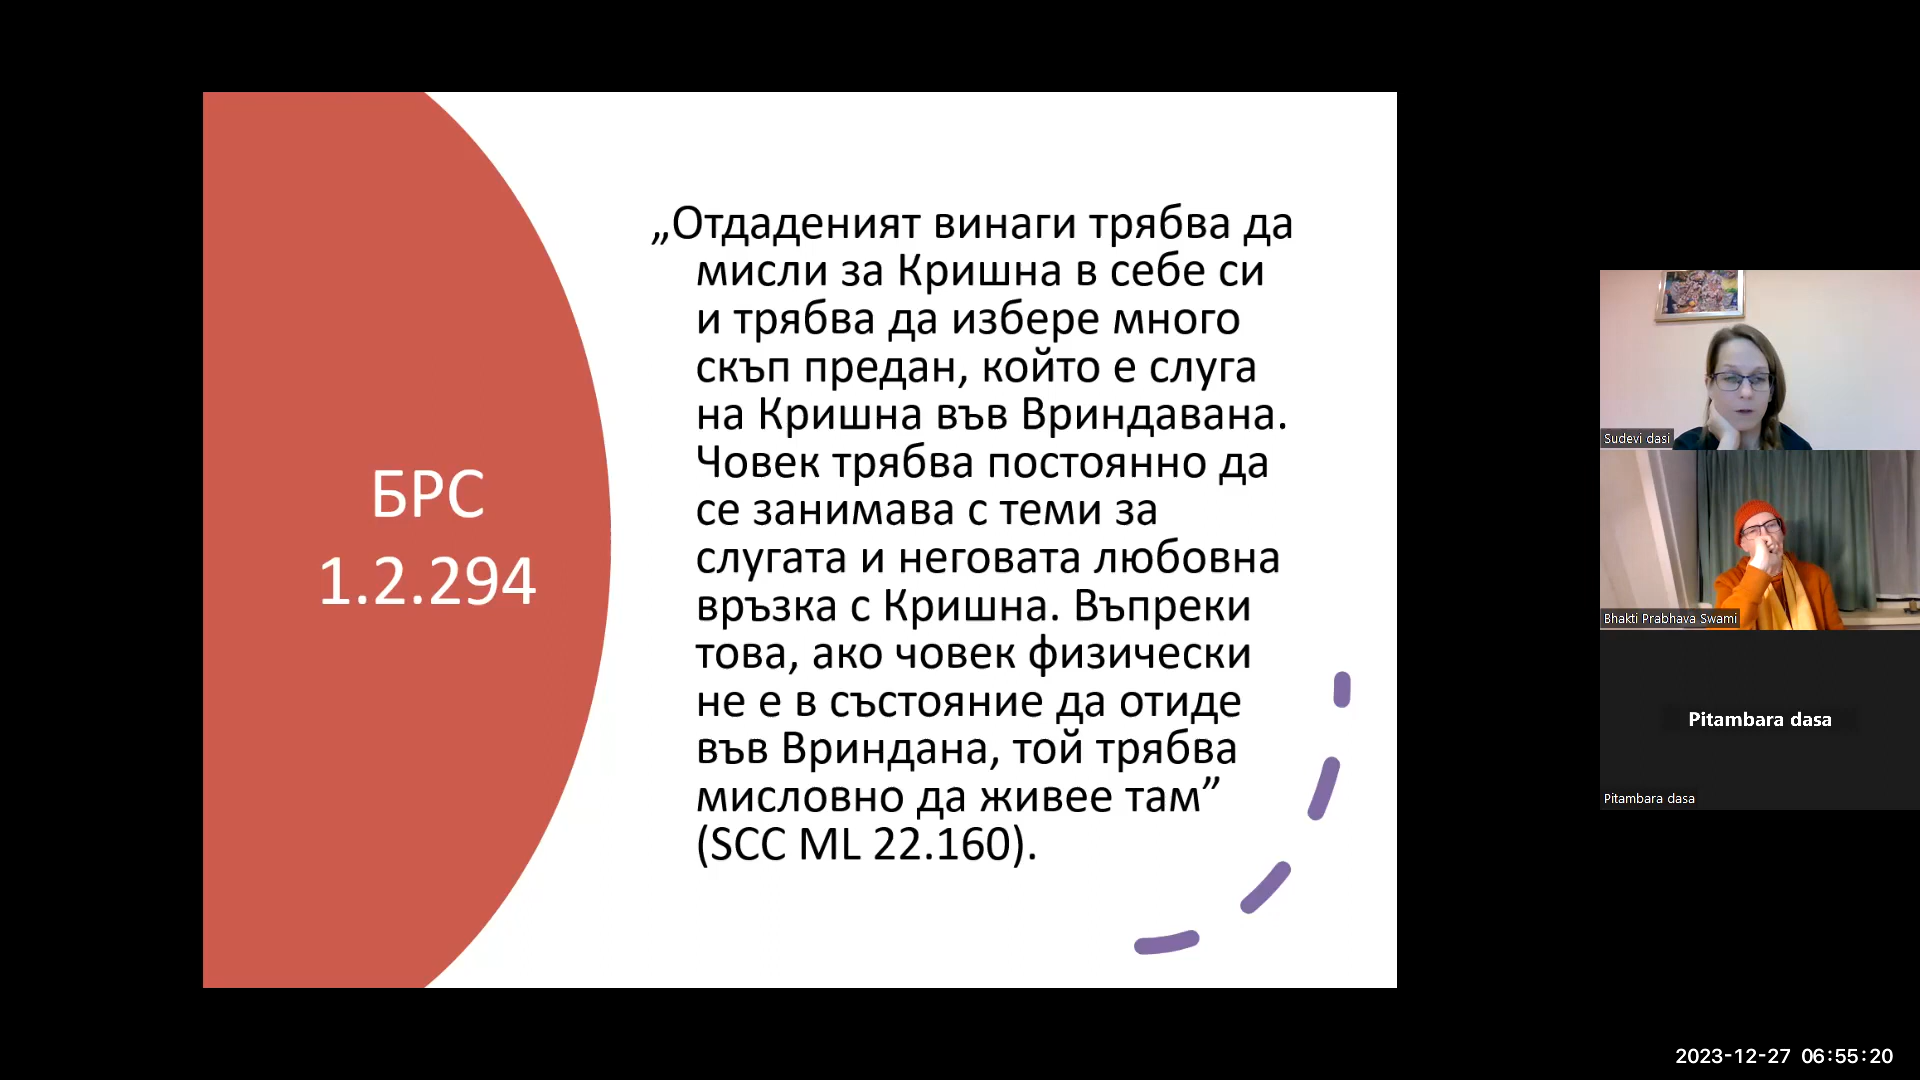 БРС
1.2.294
„Отдаденият винаги трябва да
мисли за Кришна в себе си
и трябва да избере много
скъп предан, който е слуга
на Кришна във Вриндавана.
Човек трябва постоянно да
се занимава с теми за
слугата и неговата любовна
връзка с Кришна. Въпреки
това, ако човек физически
не е в състояние да отиде
във Вриндана, той трябва
мисловно да живее там”
(SCC ML 22.160).
Sudevi dasi
Bhakti Prabhava Swami
Pitambara dasa
Pitambara dasa
2023-12-27 06:55:20